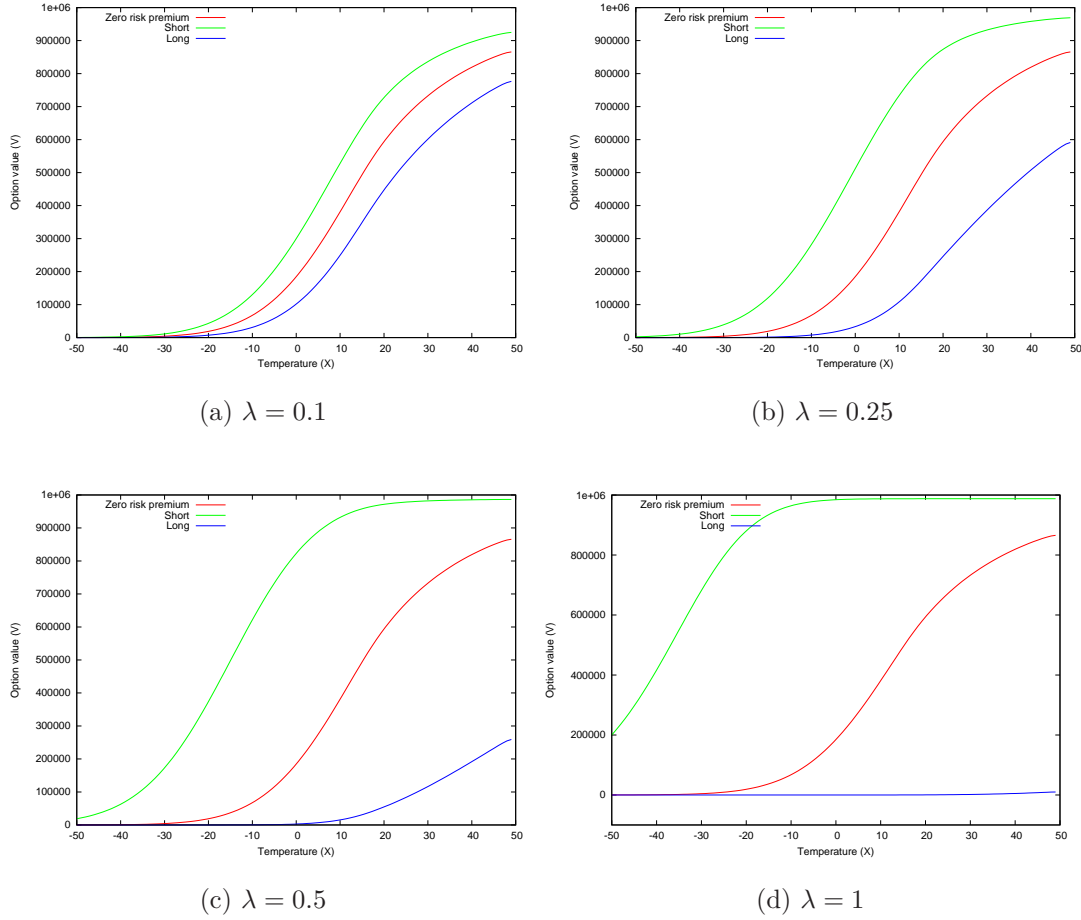 1e+06
900000
800000
700000
600000
500000
400000
300000
200000
100000
0
Option value (V)
Zero risk premium
Short
Long
-50 -40 -30 -20 -10 0 10 20 30 40 50
Temperature (X)
(a) λ = 0.1
1e+06
900000
800000
700000
600000
500000
400000
300000
200000
100000
0
Option value (V)
Zero risk premium
Short
Long
-50 -40 -30 -20 -10 0 10 20 30 40 50
Temperature (X)
(b) λ = 0.25
1e+06
900000
800000
700000
600000
500000
400000
300000
200000
100000
0
Option value (V)
Zero risk premium
Short
Long
-50 -40 -30 -20 -10 0 10 20 30 40 50
Temperature (X)
(c) λ = 0.5
1e+06
800000
600000
400000
200000
0
Option value (V)
Zero risk premium
Short
Long
-50 -40 -30 -20 -10 0 10 20 30 40 50
Temperature (X)
(d) λ = 1